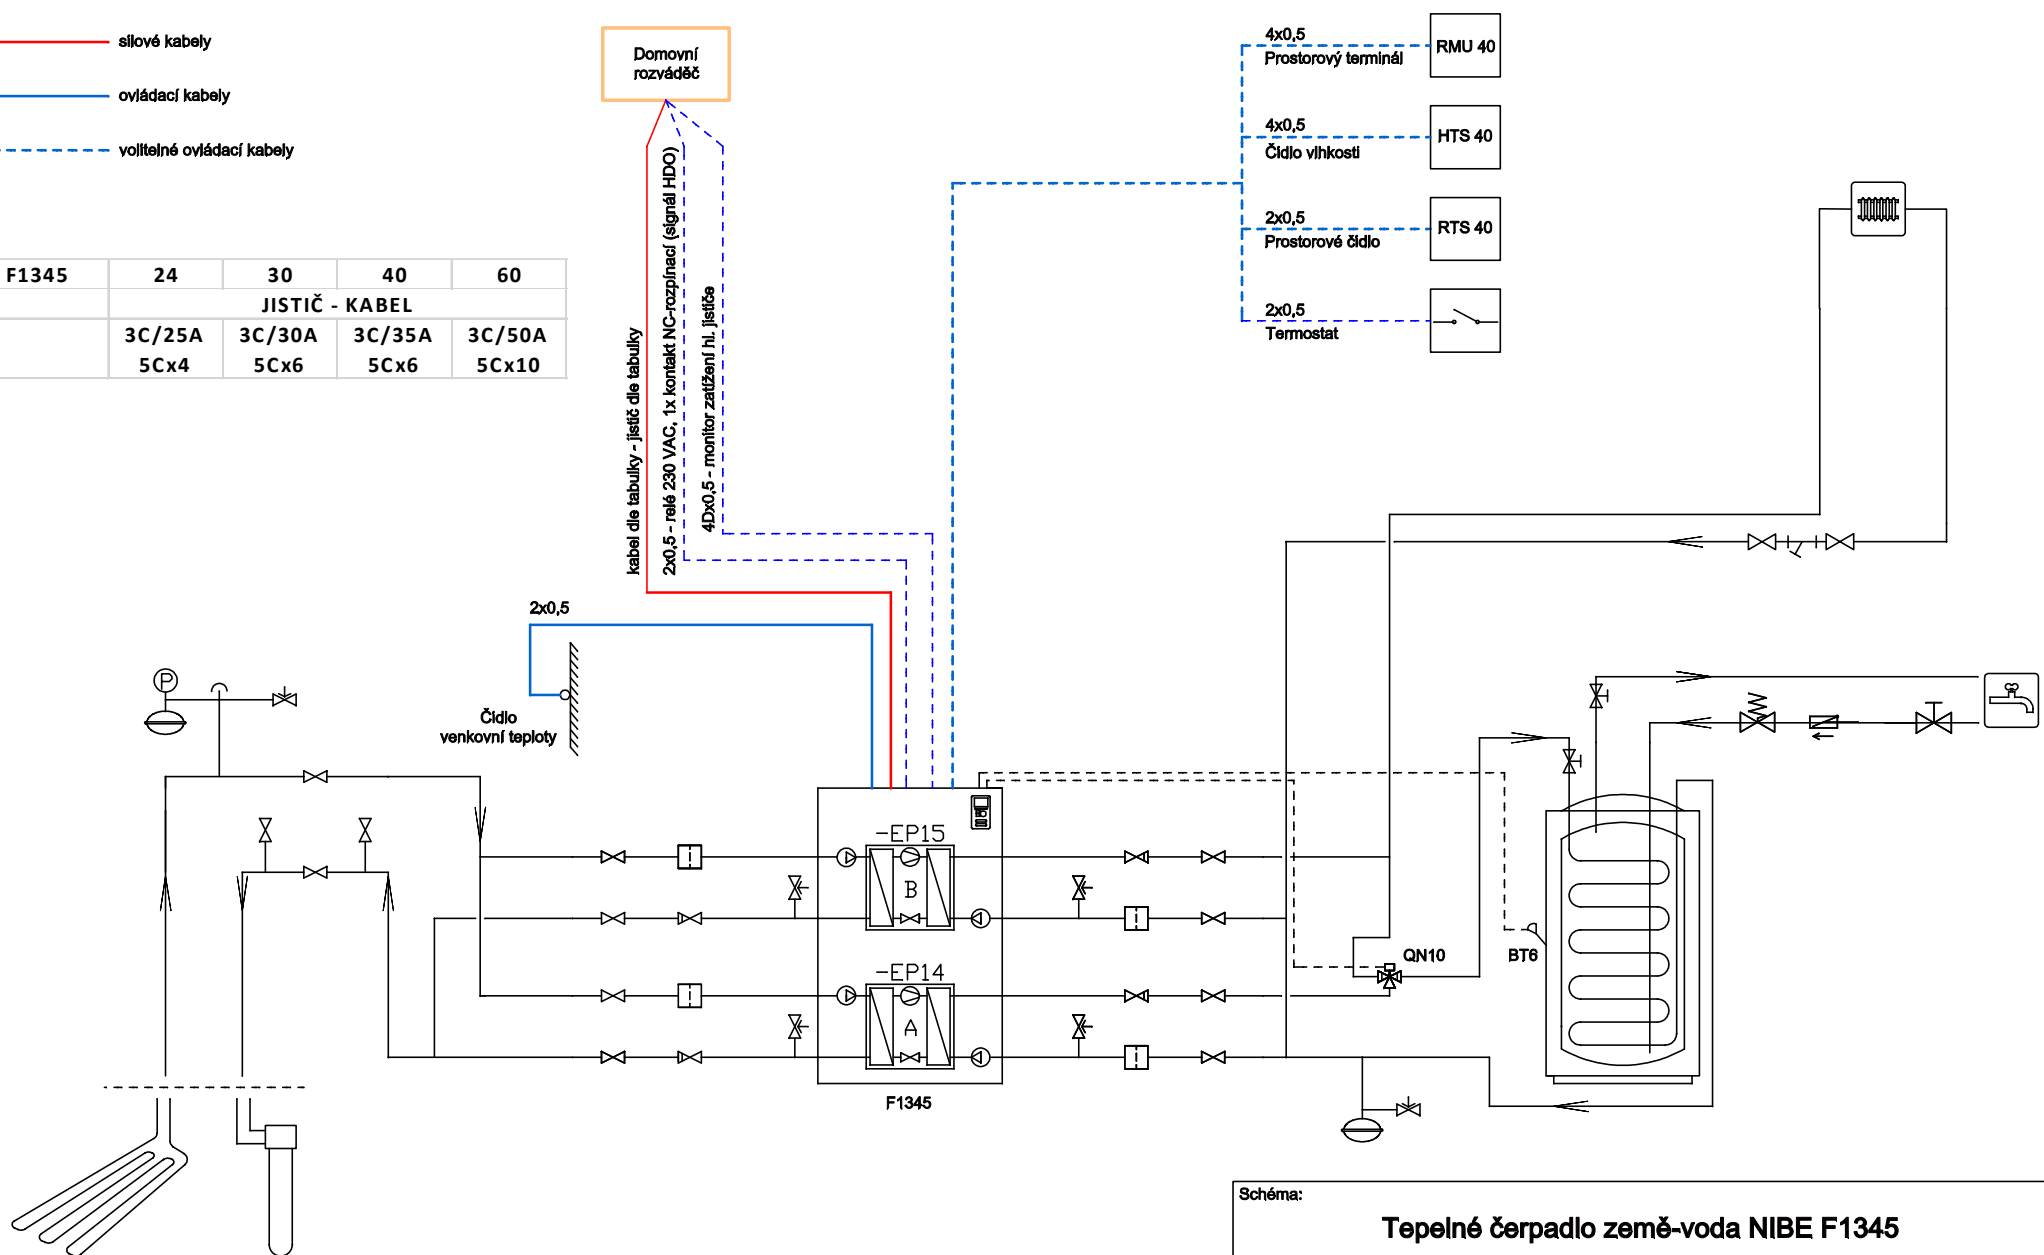 silové kabely
ovládací kabely
volitelné ovládací kabely
F1345 24 30 40 60
JISTIČ - KABEL
3C/25A 3C/30A 3C/35A 3C/50A
5Cx4 5Cx6 5Cx6 5Cx10
Domovní
rozváděč
kabel dle tabulky - jistič dle tabulky
2x0,5 - relé 230 VAC, 1x kontakt NC-rozpínací (signál HDO)
4Dx0,5 - monitor zatížení hl. jističe
4x0,5
Prostorový terminál
RMU 40
4x0,5
Čidlo vlhkosti
HTS 40
2x0,5
Prostorové čidlo
RTS 40
2x0,5
Termostat
2x0,5
Čidlo
venkovní teploty
P
-EP15
B
-EP14
A
F1345
QN10
BT6
Schéma:
Tepelné čerpadlo země-voda NIBE F1345